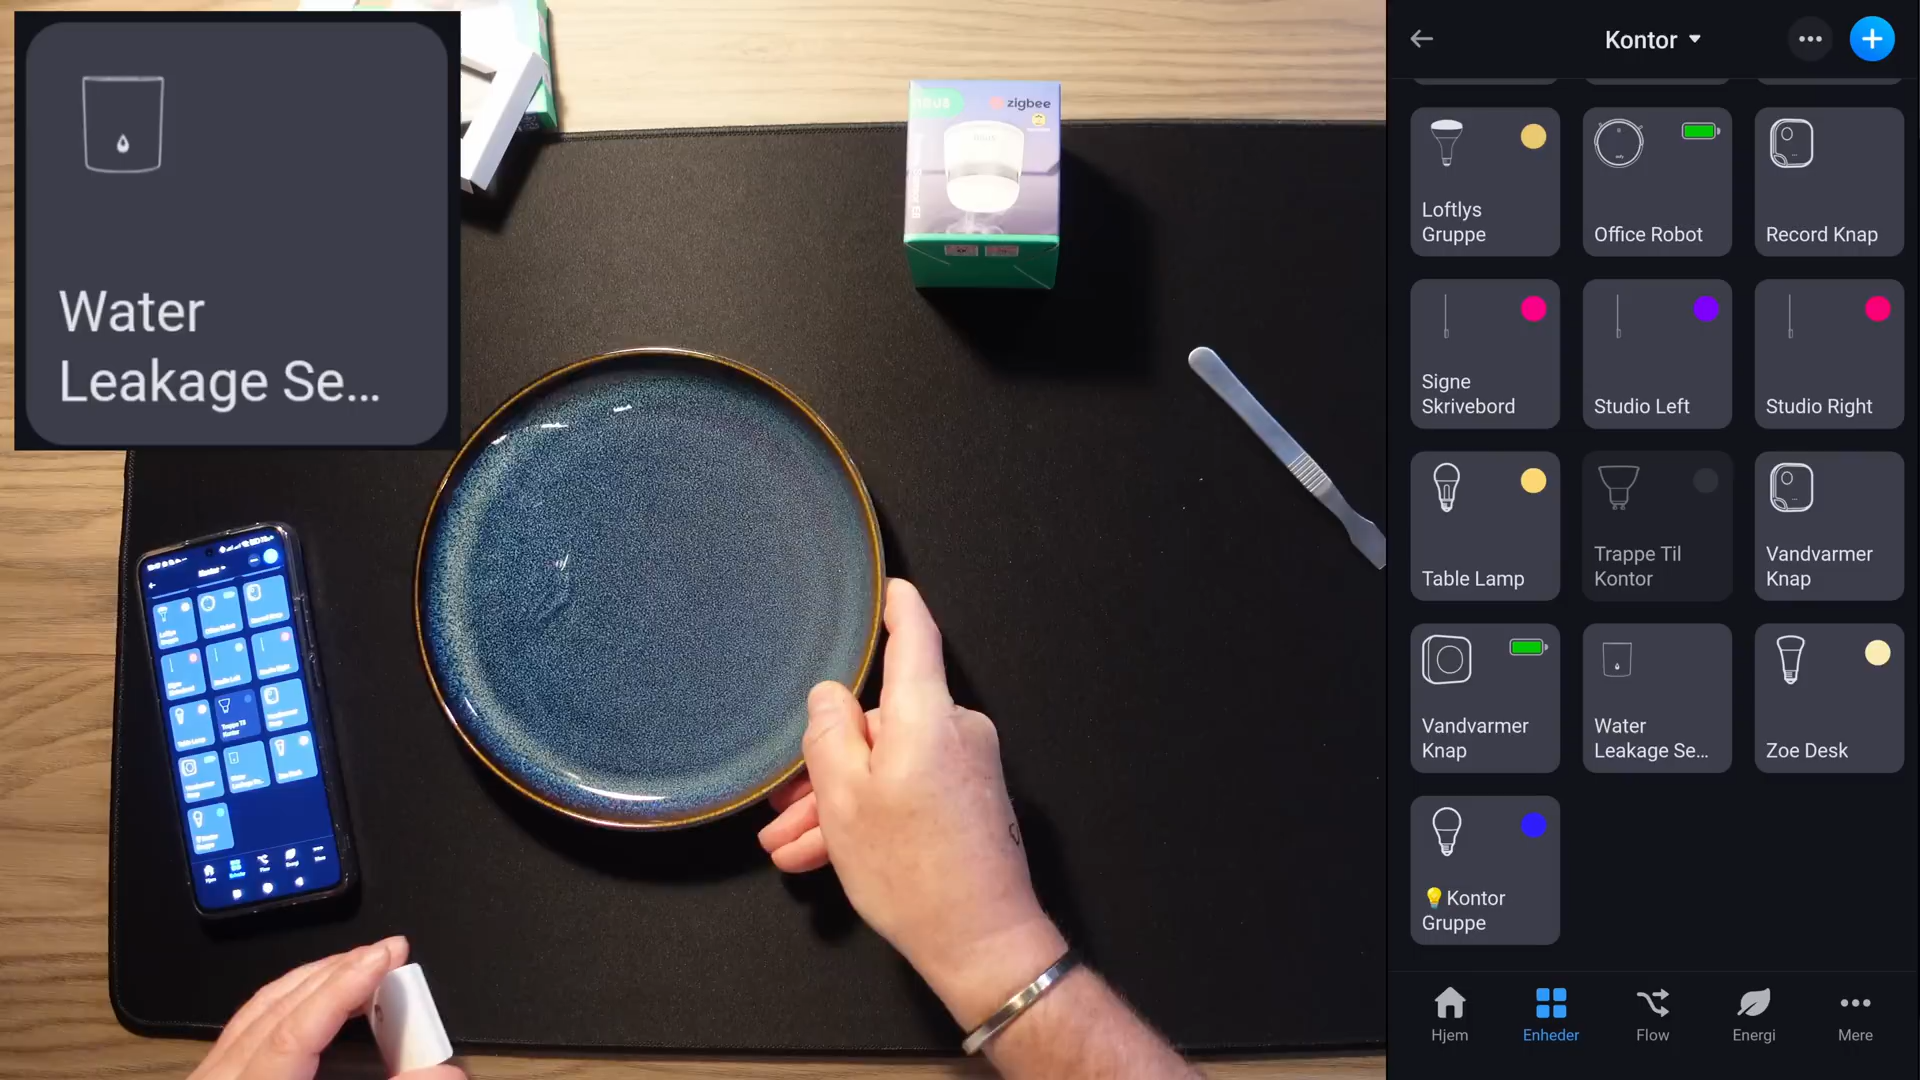 Water
Leakage Se...
zigbee
Kontor
Loftlys
Gruppe
Office Robot
Record Knap
Signe
Skrivebord
Studio Left
Studio Right
Table Lamp
Trappe Til
Kontor
Vandvarmer
Knap
Vandvarmer
Knap
Water
Leakage Se...
Zoe Desk
💡Kontor
Gruppe
Hjem
Enheder
Flow
Energi
Mere